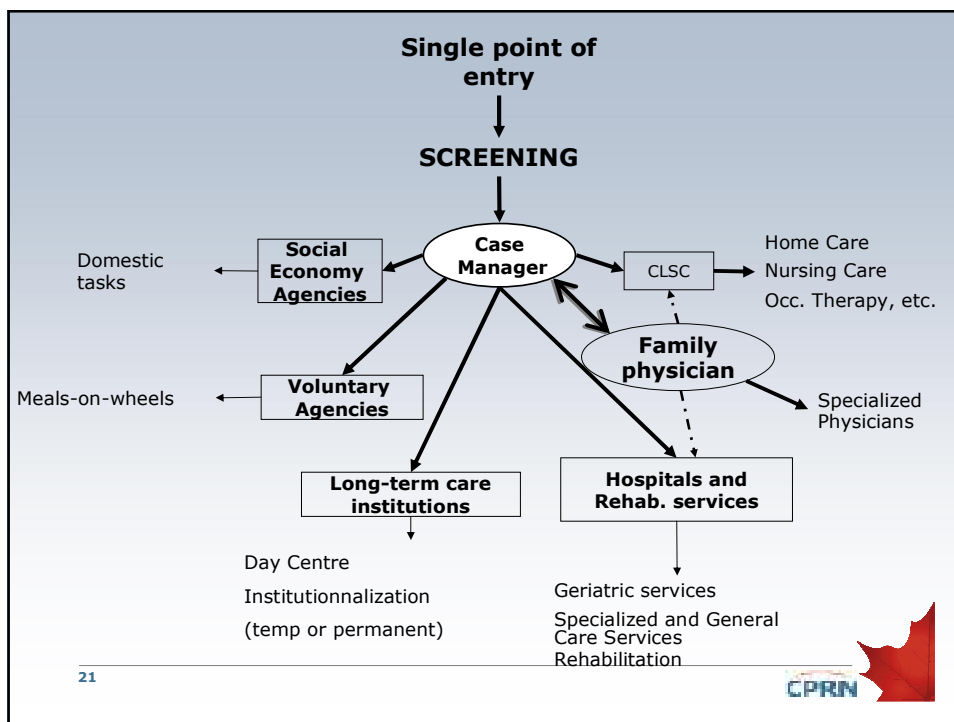 Single point of
entry
SCREENING
Case
Manager
Social
Economy
Agencies
Domestic
tasks
CLSC
Home Care
Nursing Care
Occ. Therapy, etc.
Family
physician
Voluntary
Agencies
Meals-on-wheels
Specialized
Physicians
Long-term care
institutions
Hospitals and
Rehab. services
Day Centre
Institutionnalization
(temp or permanent)
Geriatric services
Specialized and General
Care Services
Rehabilitation
21
CPRN